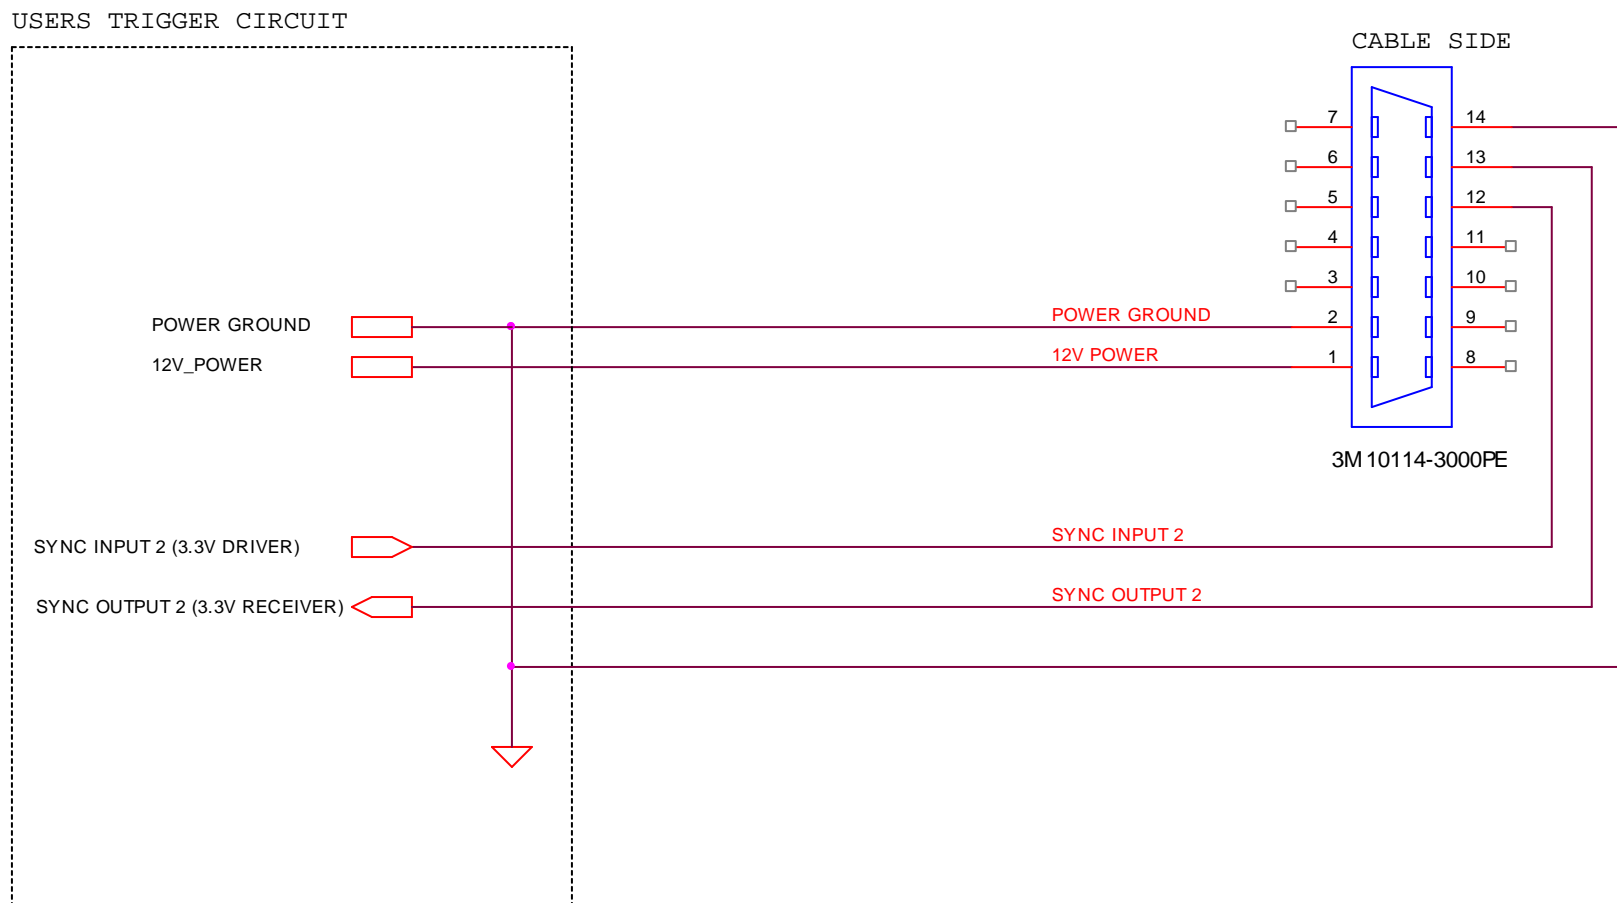 USERS TRIGGER CIRCUIT
CABLE SIDE
7 14
6 13
5 12
4 11
3 10
POWER GROUND POWER GROUND 2 9
12V_POWER 12V POWER 1 8
3M 10114-3000PE
SYNC INPUT 2 (3.3V DRIVER) SYNC INPUT 2
SYNC OUTPUT 2 (3.3V RECEIVER) SYNC OUTPUT 2